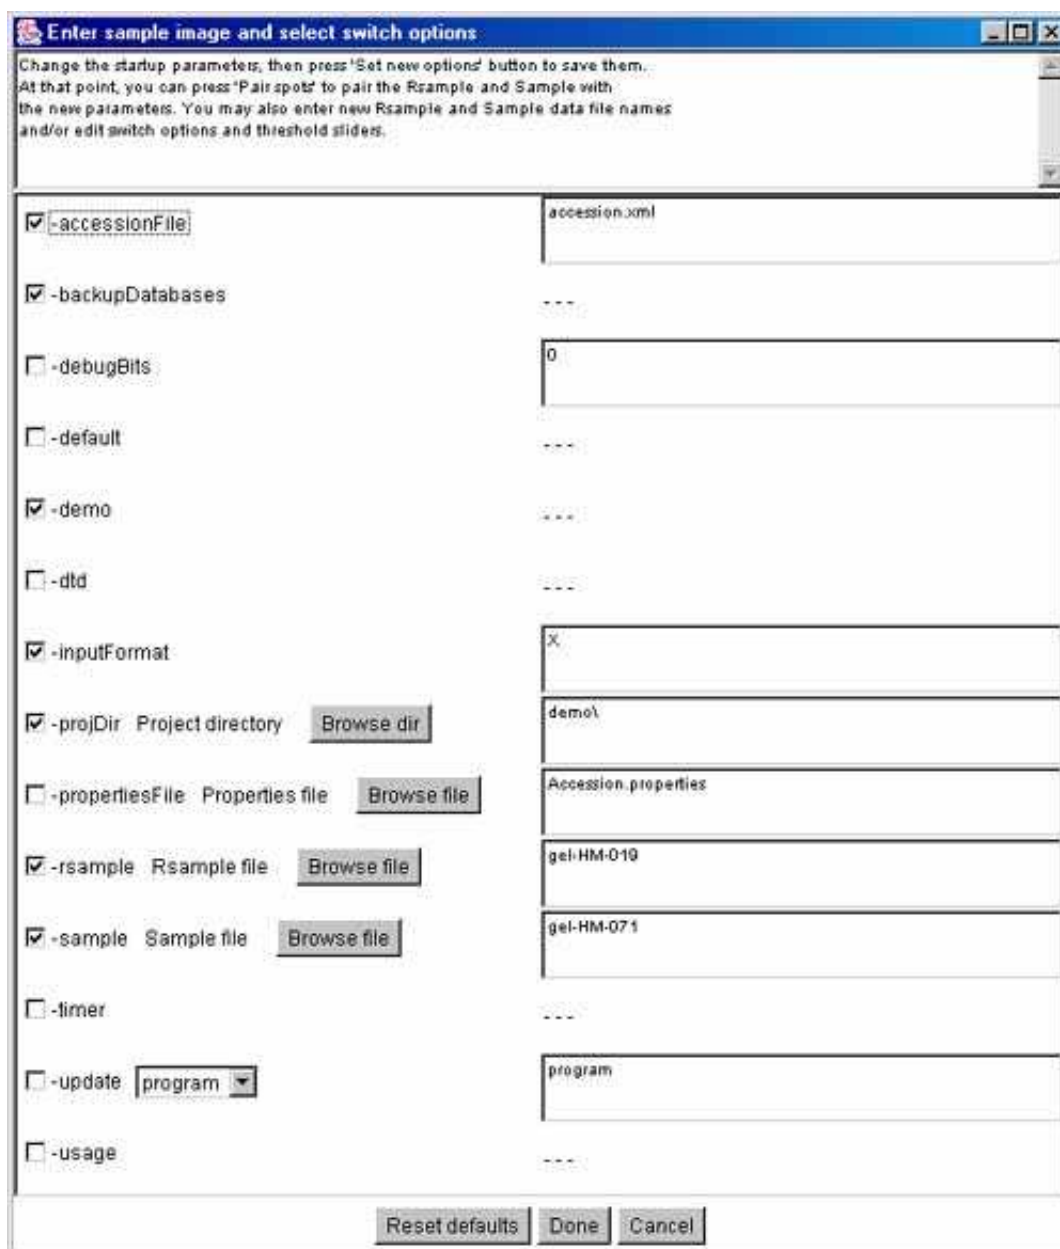 Enter sample image and select switch options
Change the startup parameters, then press 'Set new options' button to save them.
At that point, you can press 'Pair spots' to pair the Rsample and Sample with
the new parameters. You may also enter new Rsample and Sample data file names
and/or edit switch options and threshold sliders.
-accessionFile accession.xml
-backupDatabases ---
-debugBits 0
-default ---
-demo ---
-dtd ---
-inputFormat X
-projDir Project directory Browse dir demo\
-propertiesFile Properties file Browse file Accession.properties
-rsample Rsample file Browse file gel-HM-019
-sample Sample file Browse file gel-HM-071
-timer ---
-update program program
-usage ---
Reset defaults Done Cancel